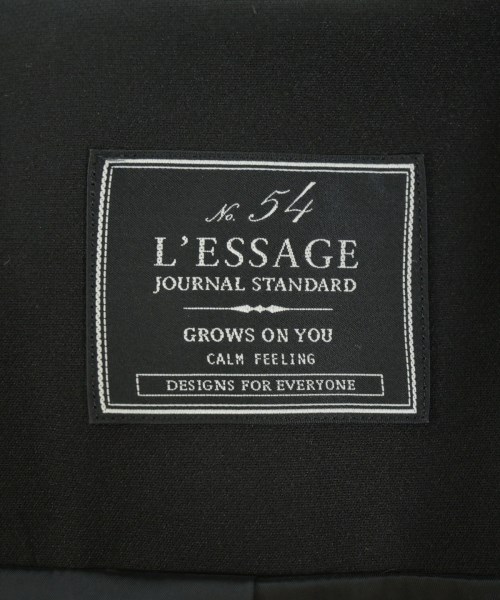 No. 54
L'ESSAGE
JOURNAL STANDARD
GROWS ON YOU
CALM FEELING
DESIGNS FOR EVERYONE